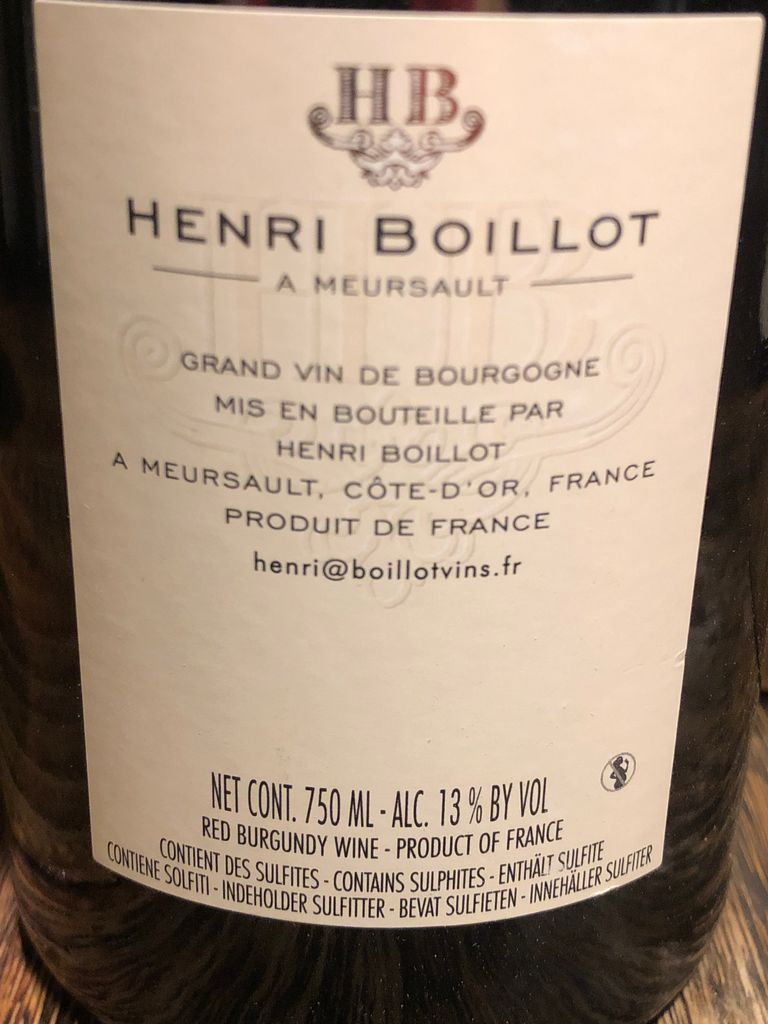 HB
HENRI BOILLOT
A MEURSAULT
GRAND VIN DE BOURGOGNE
MIS EN BOUTEILLE PAR
HENRI BOILLOT
A MEURSAULT, CÔTE-D'OR, FRANCE
PRODUIT DE FRANCE
henri@boillotvins.fr
NET CONT. 750 ML - ALC. 13 % BY VOL
RED BURGUNDY WINE - PRODUCT OF FRANCE
CONTIENT DES SULFITES - CONTAINS SULPHITES - ENTHÄLT SULFITE
CONTIENE SOLFITI - INDEHOLDER SULFITTER - BEVAT SULFIETEN - INNEHÅLLER SULFITER